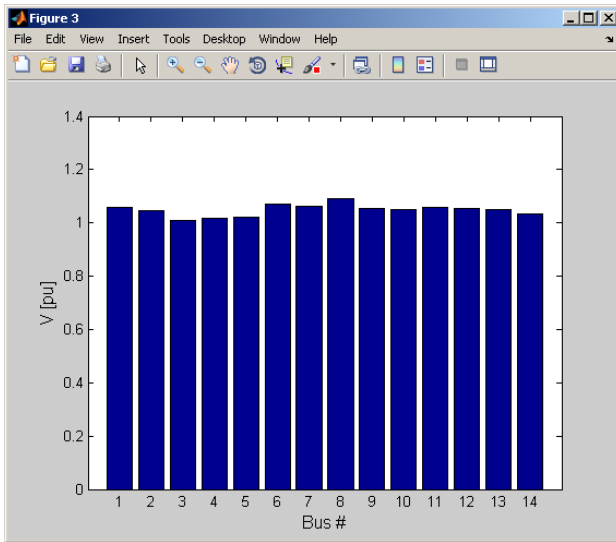 Figure 3
File Edit View Insert Tools Desktop Window Help
1.4
1.2
1
0.8
0.6
0.4
0.2
0
V [pu]
1 2 3 4 5 6 7 8 9 10 11 12 13 14
Bus #